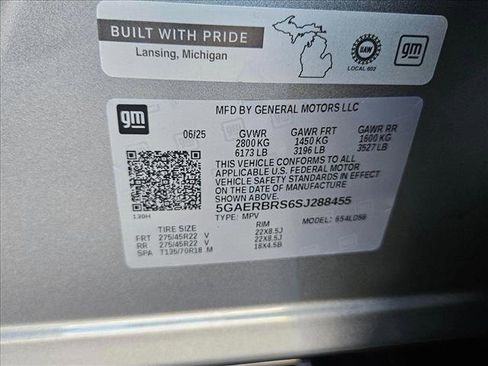 BUILT WITH PRIDE
Lansing, Michigan
UAW
LOCAL 602
gm
gm
MFD BY GENERAL MOTORS LLC
06/25 GVWR GAWR FRT GAWR RR
2800 KG 1450 KG 1600 KG
6173 LB 3196 LB 3527 LB
THIS VEHICLE CONFORMS TO ALL
APPLICABLE U.S. FEDERAL MOTOR
VEHICLE SAFETY STANDARDS IN
EFFECT ON THE DATE OF
MANUFACTURE SHOWN ABOVE.
5GAERBRS6SJ288455
TYPE: MPV MODEL:
130H
TIRE SIZE RIM
FRT 275/45R22 V 22X8.5J
RR 275/45R22 V 22X8.5J
SPA T135/70R18 M 18X4.5B